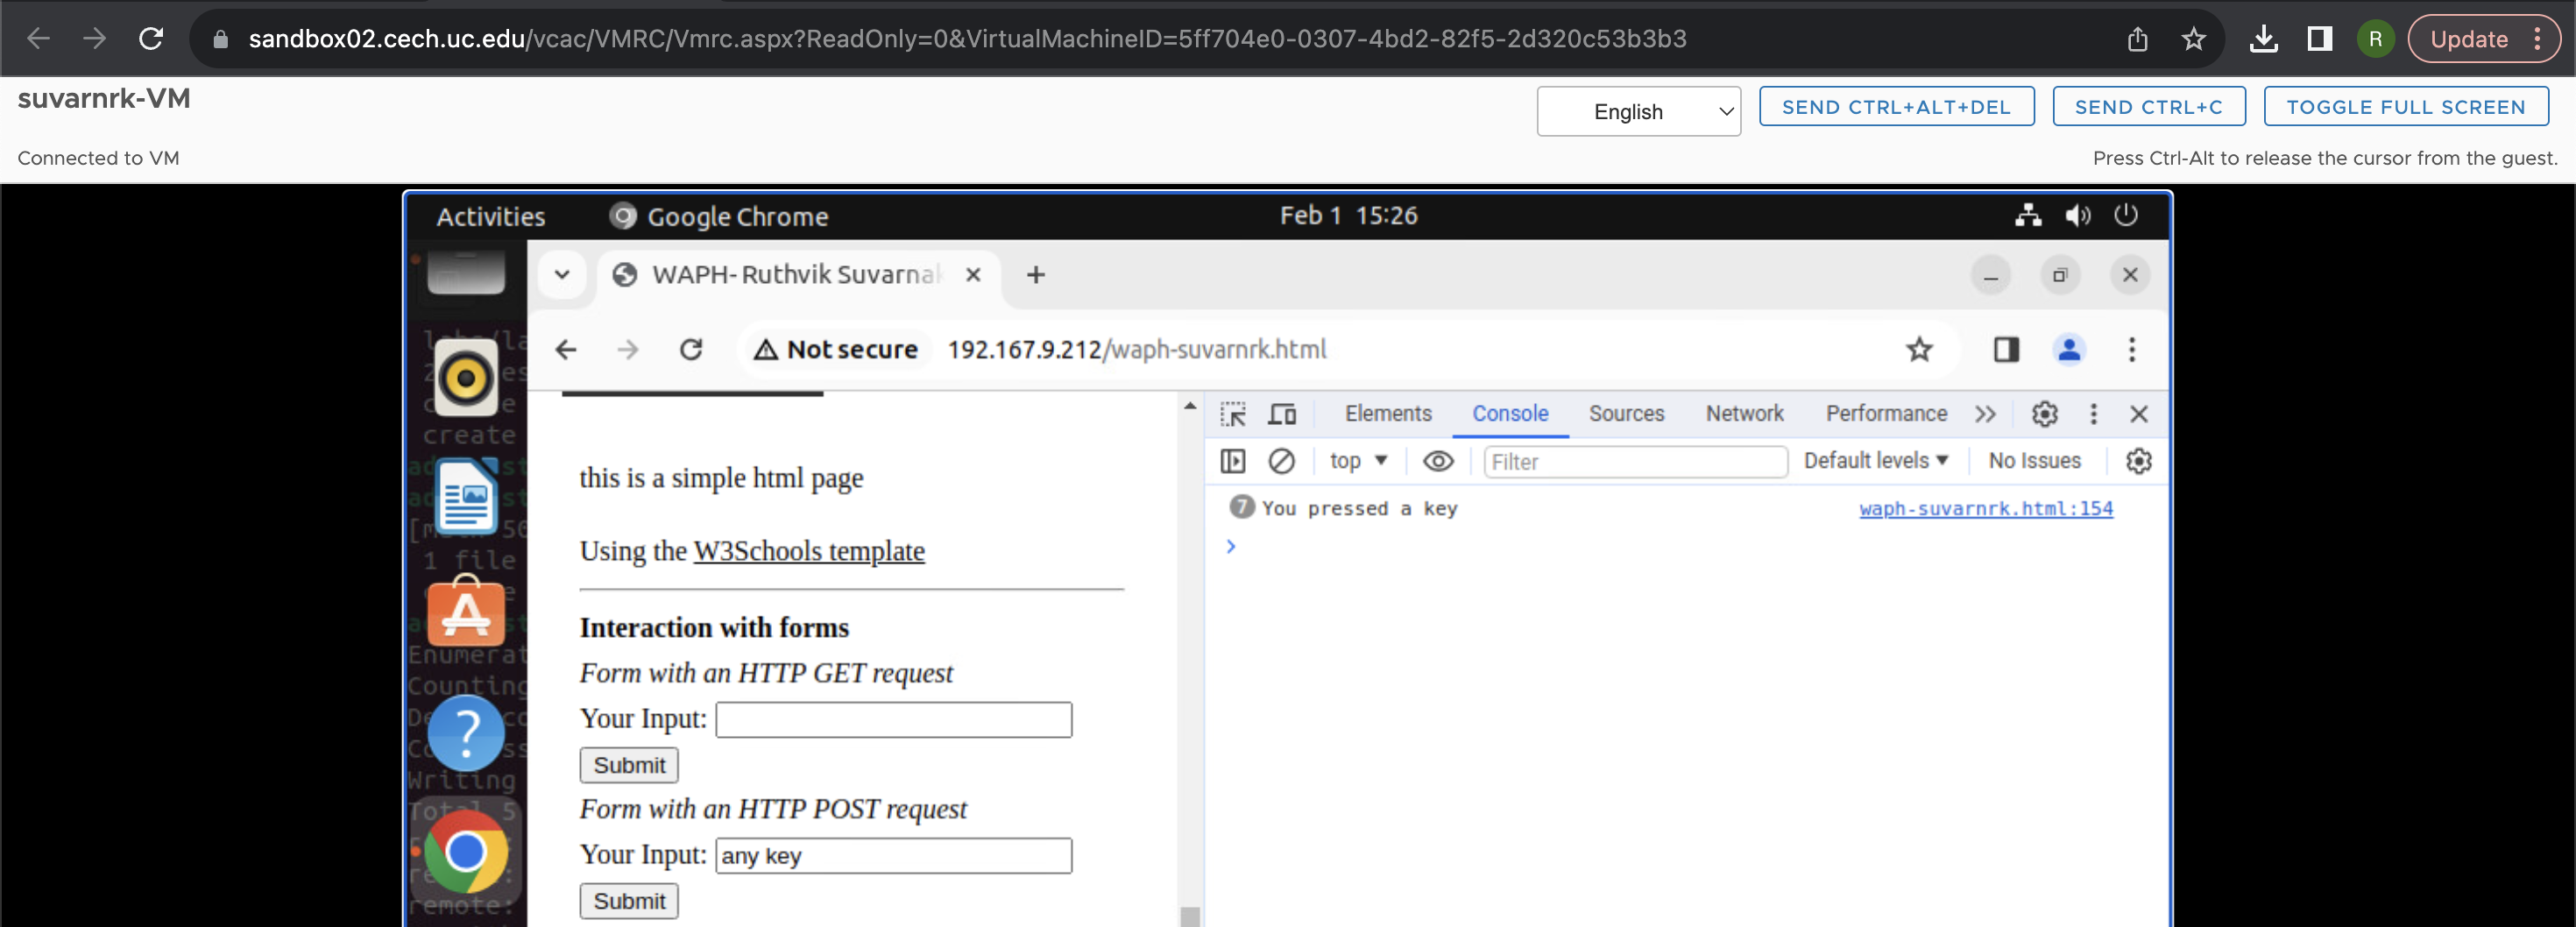 sandbox02.cech.uc.edu/vcac/VMRC/Vmrc.aspx?ReadOnly=0&VirtualMachineID=5ff704e0-0307-4bd2-82f5-2d320c53b3b3
R
Update
suvarnrk-VM
English
SEND CTRL+ALT+DEL
SEND CTRL+C
TOGGLE FULL SCREEN
Connected to VM
Press Ctrl-Alt to release the cursor from the guest.
Activities
Google Chrome
Feb 1 15:26
WAPH- Ruthvik Suvarnak
Not secure
192.167.9.212/waph-suvarnrk.html
Elements
Console
Sources
Network
Performance
top
Filter
Default levels
No Issues
7 You pressed a key
waph-suvarnrk.html:154
this is a simple html page
Using the W3Schools template
Interaction with forms
Form with an HTTP GET request
Your Input:
Submit
Form with an HTTP POST request
Your Input: any key
Submit
create
1 file
Enumerat
Counting
Writing
remote: